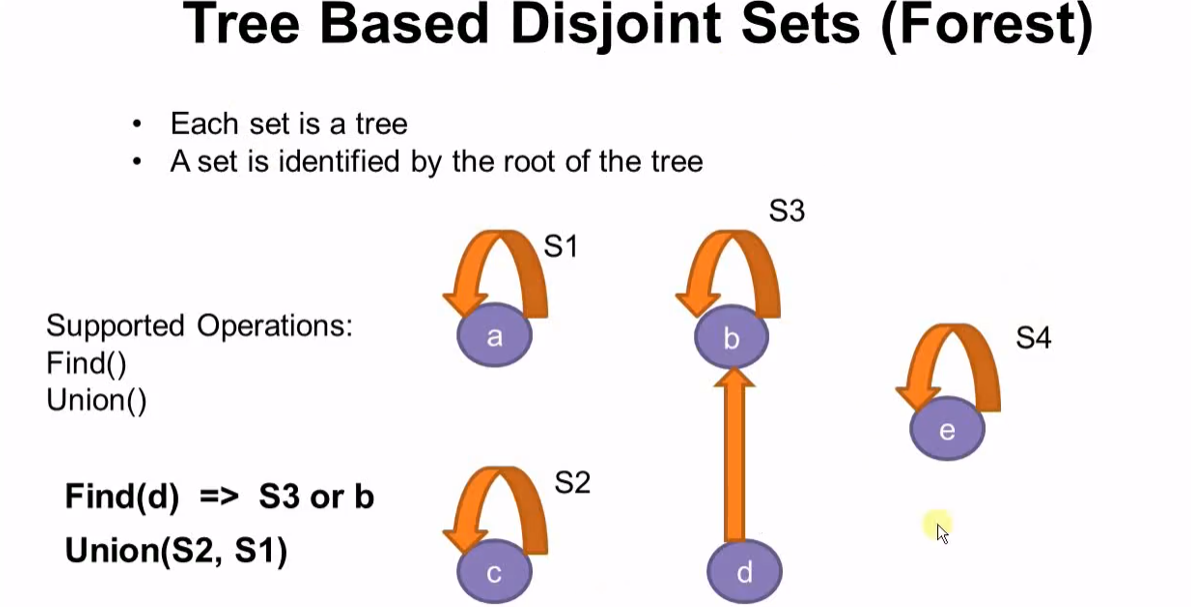 Tree Based Disjoint Sets (Forest)
• Each set is a tree
• A set is identified by the root of the tree
S3
S1
a
b
Supported Operations:
Find()
Union()
S4
e
Find(d) => S3 or b
Union(S2, S1)
S2
c
d